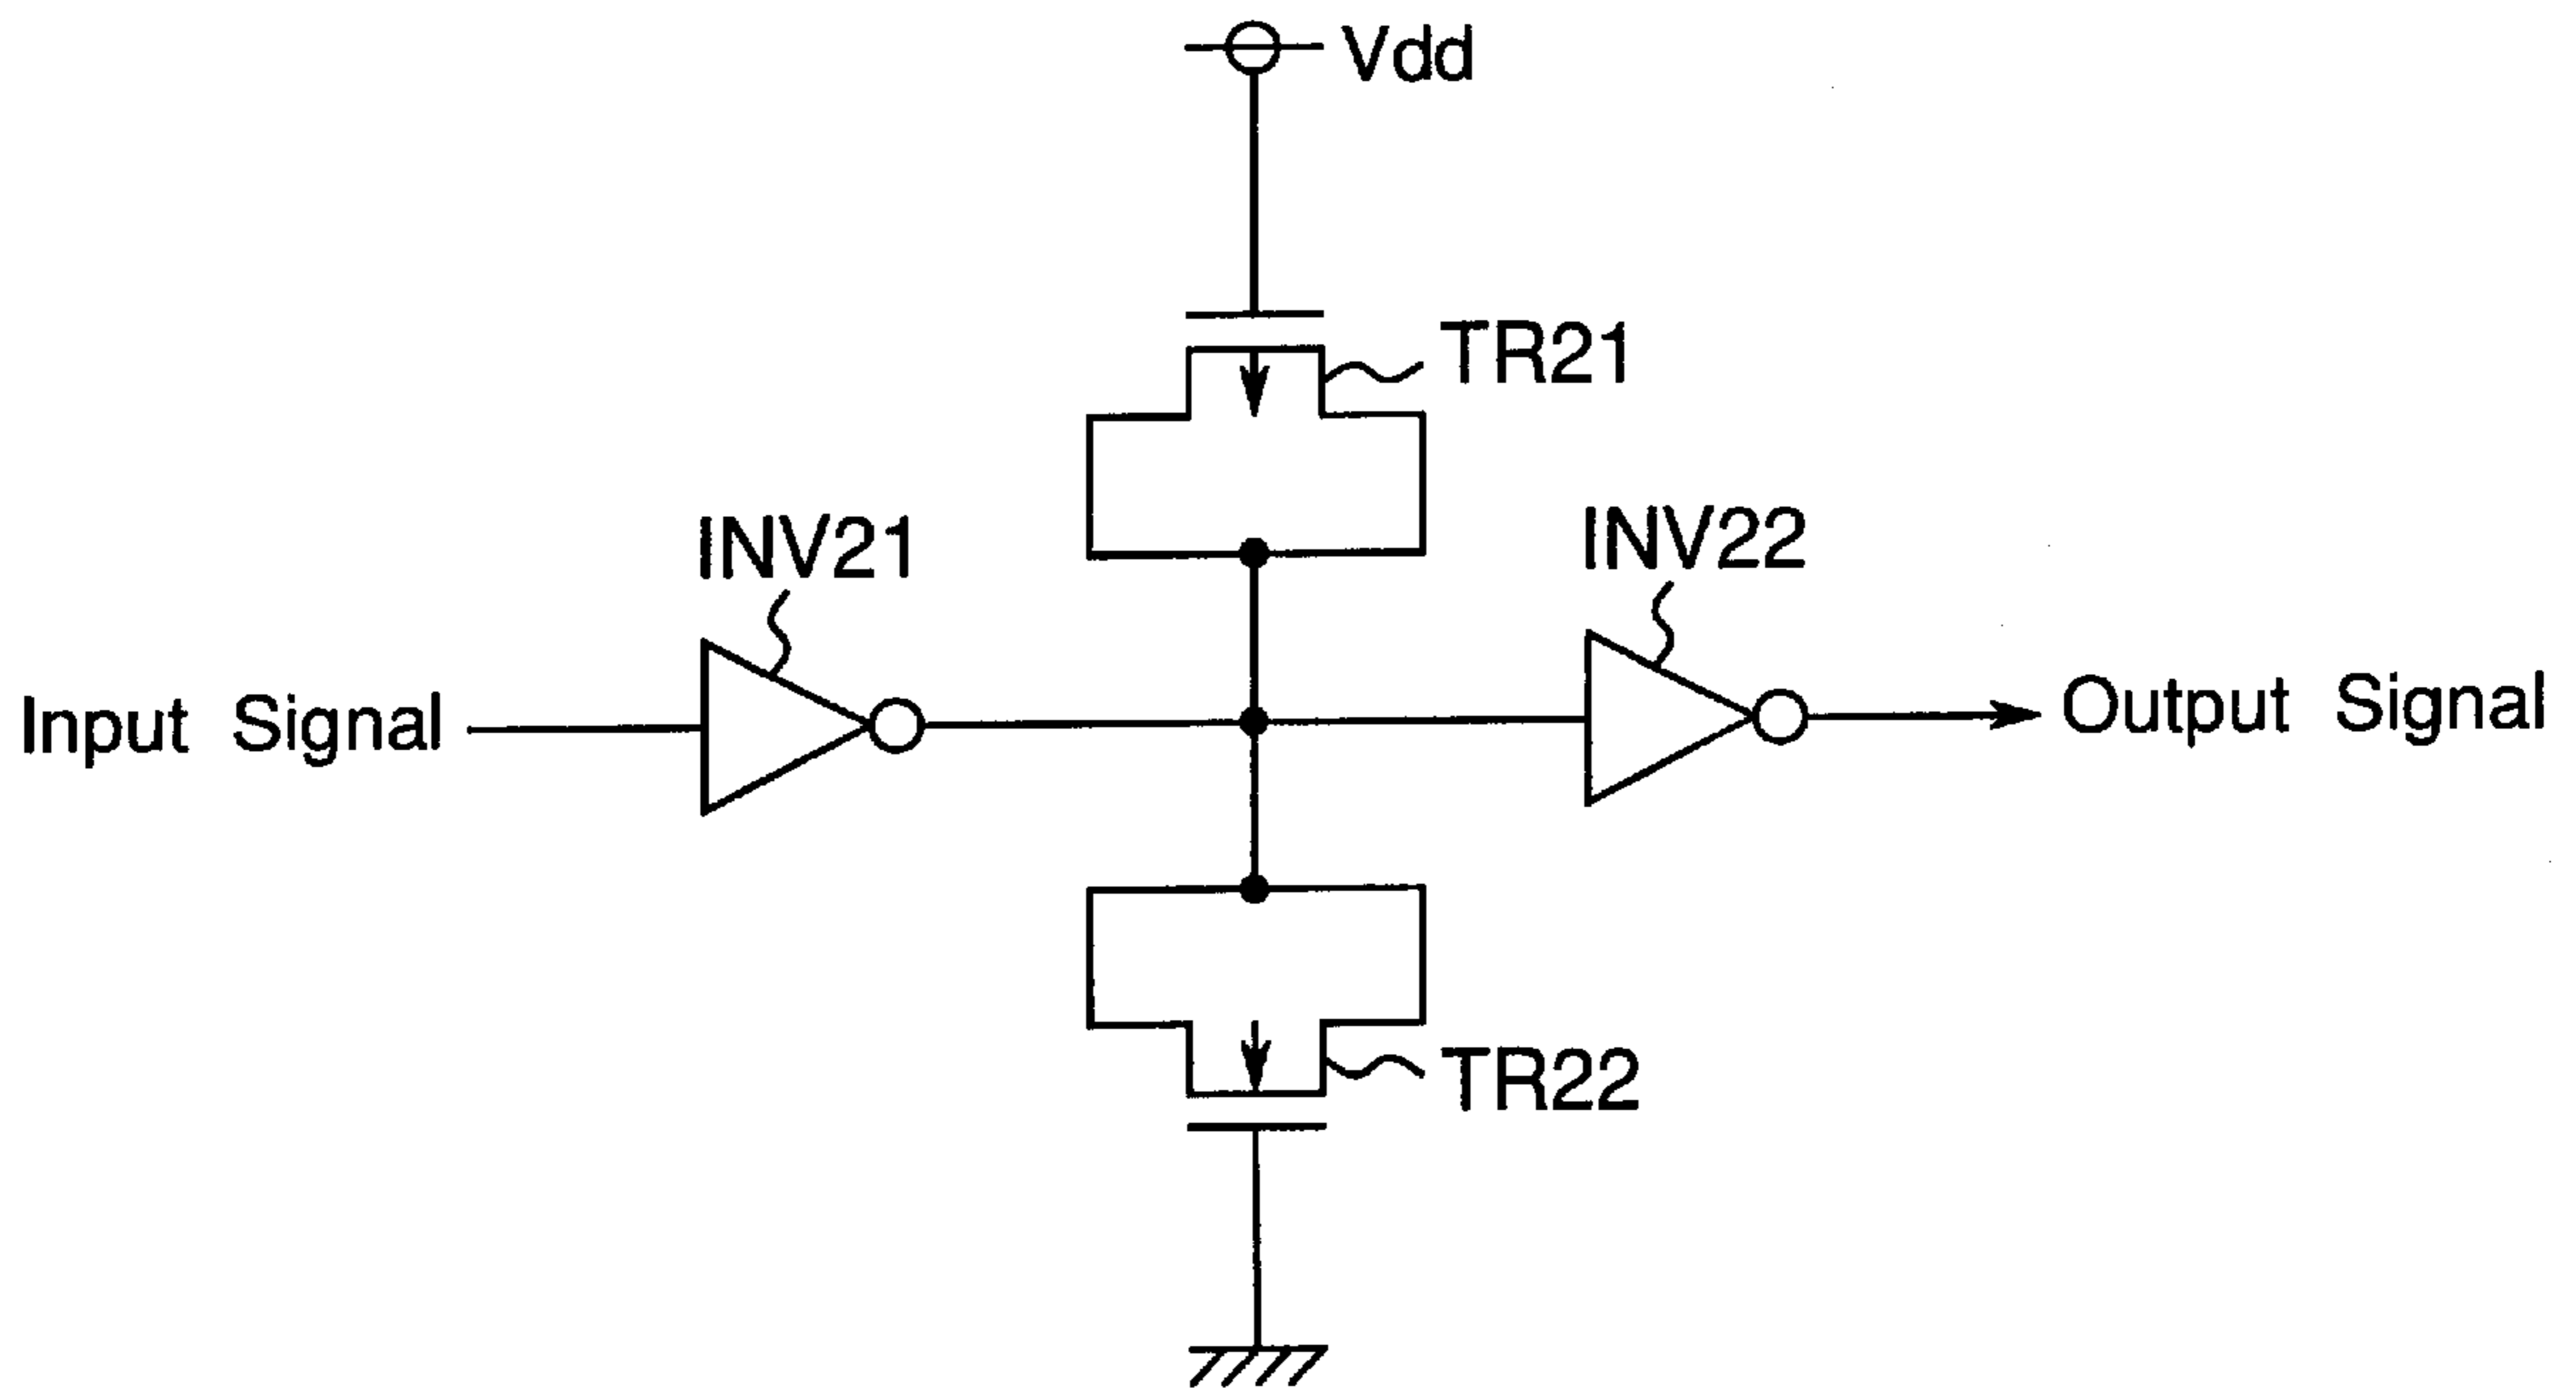 Vdd
TR21
INV21
INV22
Input Signal
Output Signal
TR22